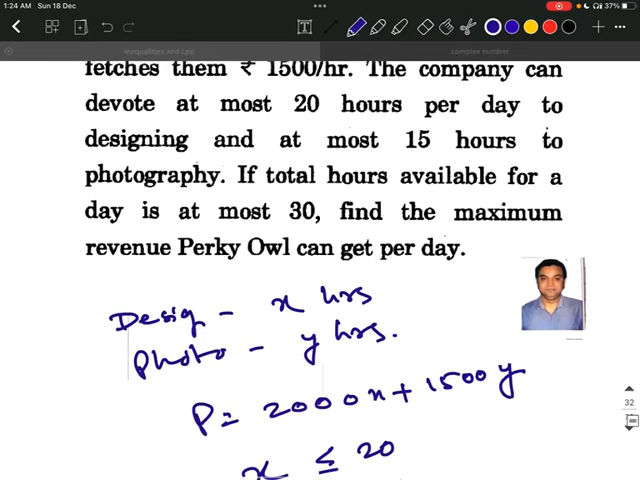 1:24 AM Sun 18 Dec
37%
Inequalities and Lpp
complex number
fetches them ₹ 1500/hr. The company can
devote at most 20 hours per day to
designing and at most 15 hours to
photography. If total hours available for a
day is at most 30, find the maximum
revenue Perky Owl can get per day.
Desig - x hrs
Photo - y hrs.
P = 2000x + 1500y
x ≤ 20
32